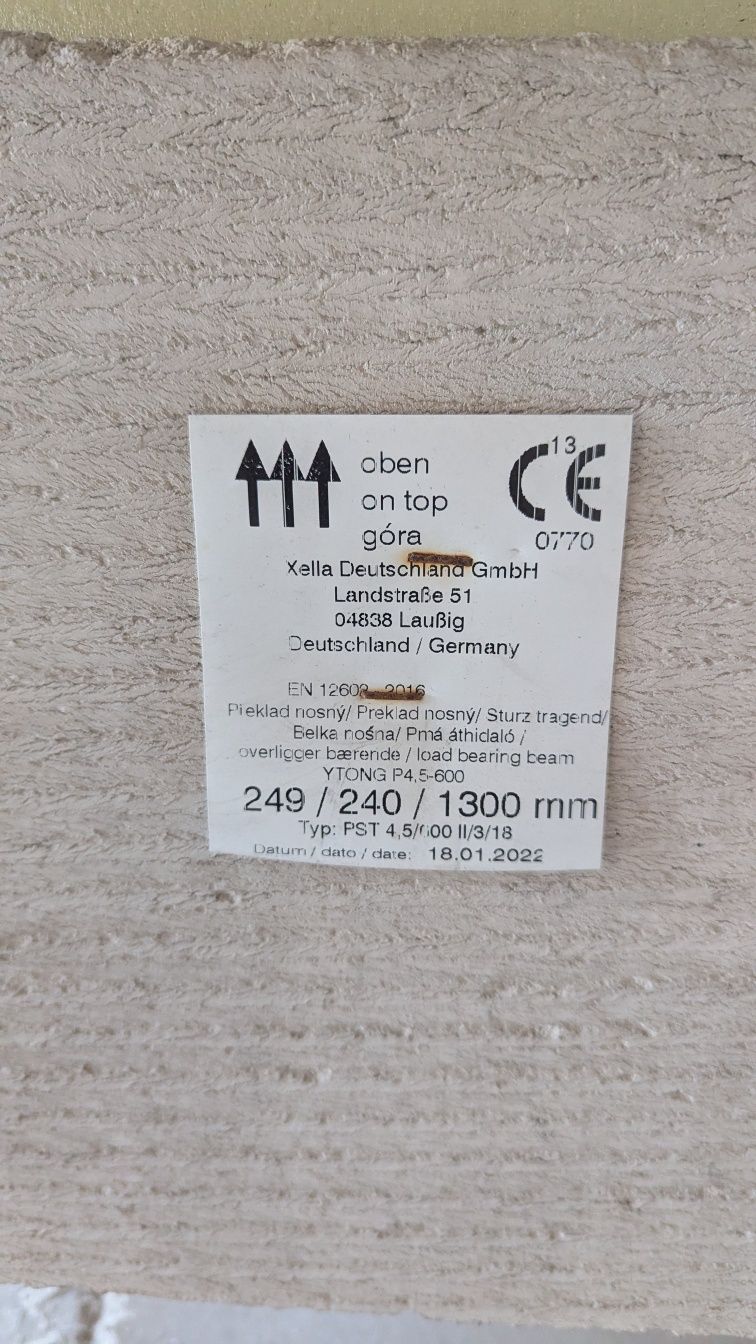 oben
on top
góra
13
CE
0770
Xella Deutschland GmbH
Landstraße 51
04838 Laußig
Deutschland / Germany
EN 12602 2016
Pieklad nosný/ Preklad nosný/ Sturz tragend/
Belka nośna/ Pmá áthidaló /
overligger bærende / load bearing beam
YTONG P4,5-600
249 / 240 / 1300 mm
Typ: PST 4,5/600 II/3/18
Datum / dato / date: 18.01.2022